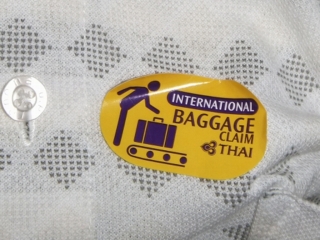 INTERNATIONAL
BAGGAGE
CLAIM
THAI